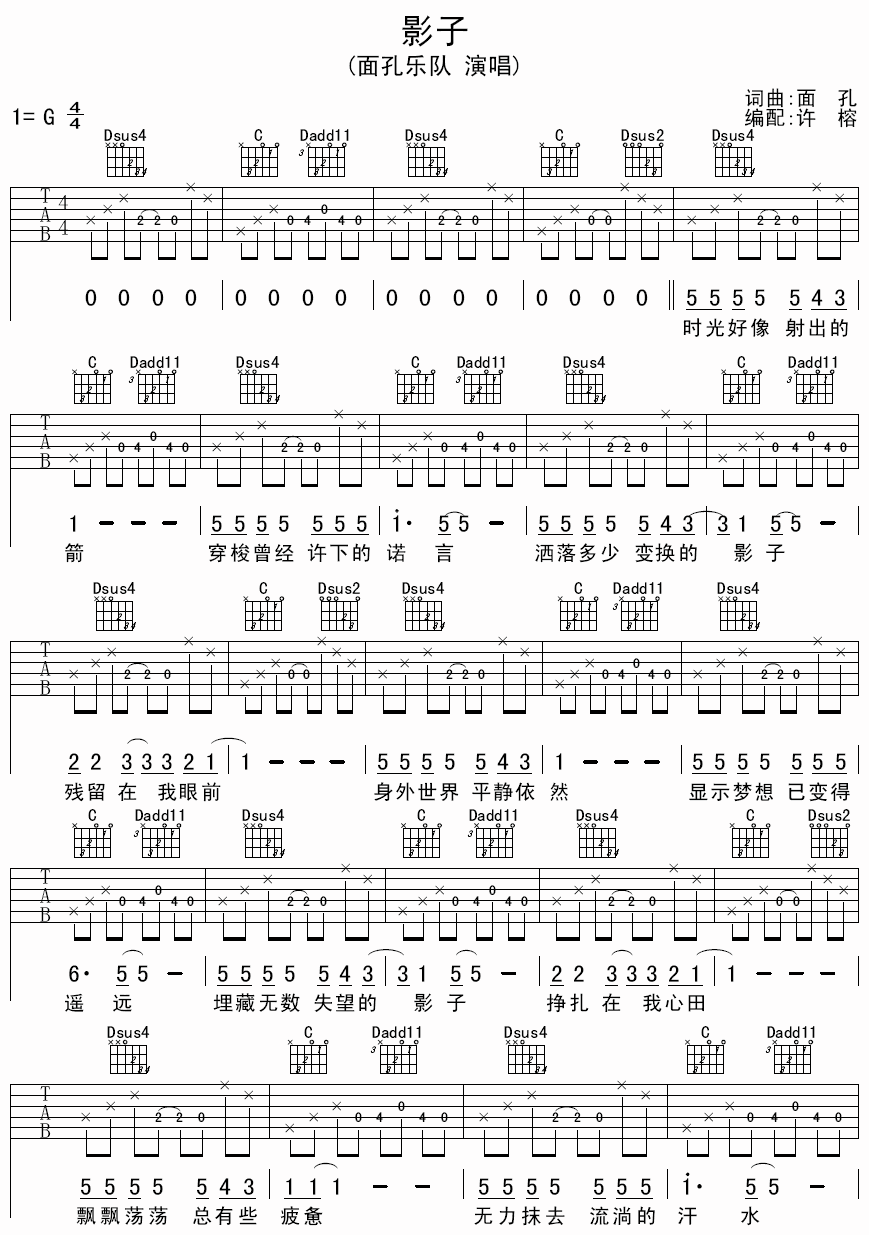 影子
(面孔乐队 演唱)
词曲:面 孔
1= G 4/4
编配:许 榕
Dsus4 C Dadd11 Dsus4 C Dsus2 Dsus4
0 0 0 0 0 0 0 0 0 0 0 0 0 0 0 0 5 5 5 5 5 4 3
时光好像 射出的
C Dadd11 Dsus4 C Dadd11 Dsus4 C Dadd11
1 - - - 5 5 5 5 5 5 5 i· 5 5 - 5 5 5 5 5 4 3 3 1 5 5 -
箭 穿梭曾经 许下的 诺 言 洒落多少 变换的 影 子
Dsus4 C Dsus2 Dsus4 C Dadd11 Dsus4
2 2 3 3 3 2 1 1 - - - 5 5 5 5 5 4 3 1 - - 5 5 5 5 5 5 5
残留 在 我眼前 身外世界 平静依 然 显示梦想 已变得
C Dadd11 Dsus4 C Dadd11 Dsus4 C Dsus2
6· 5 5 - 5 5 5 5 5 4 3 3 1 5 5 - 2 2 3 3 3 2 1 1 - - -
遥 远 埋藏无数 失望的 影 子 挣扎 在 我心田
Dsus4 C Dadd11 Dsus4 C Dadd11
5 5 5 5 5 4 3 1 1 1 - - 5 5 5 5 5 5 5 i· 5 5 -
飘飘荡荡 总有些 疲惫 无力抹去 流淌的 汗 水